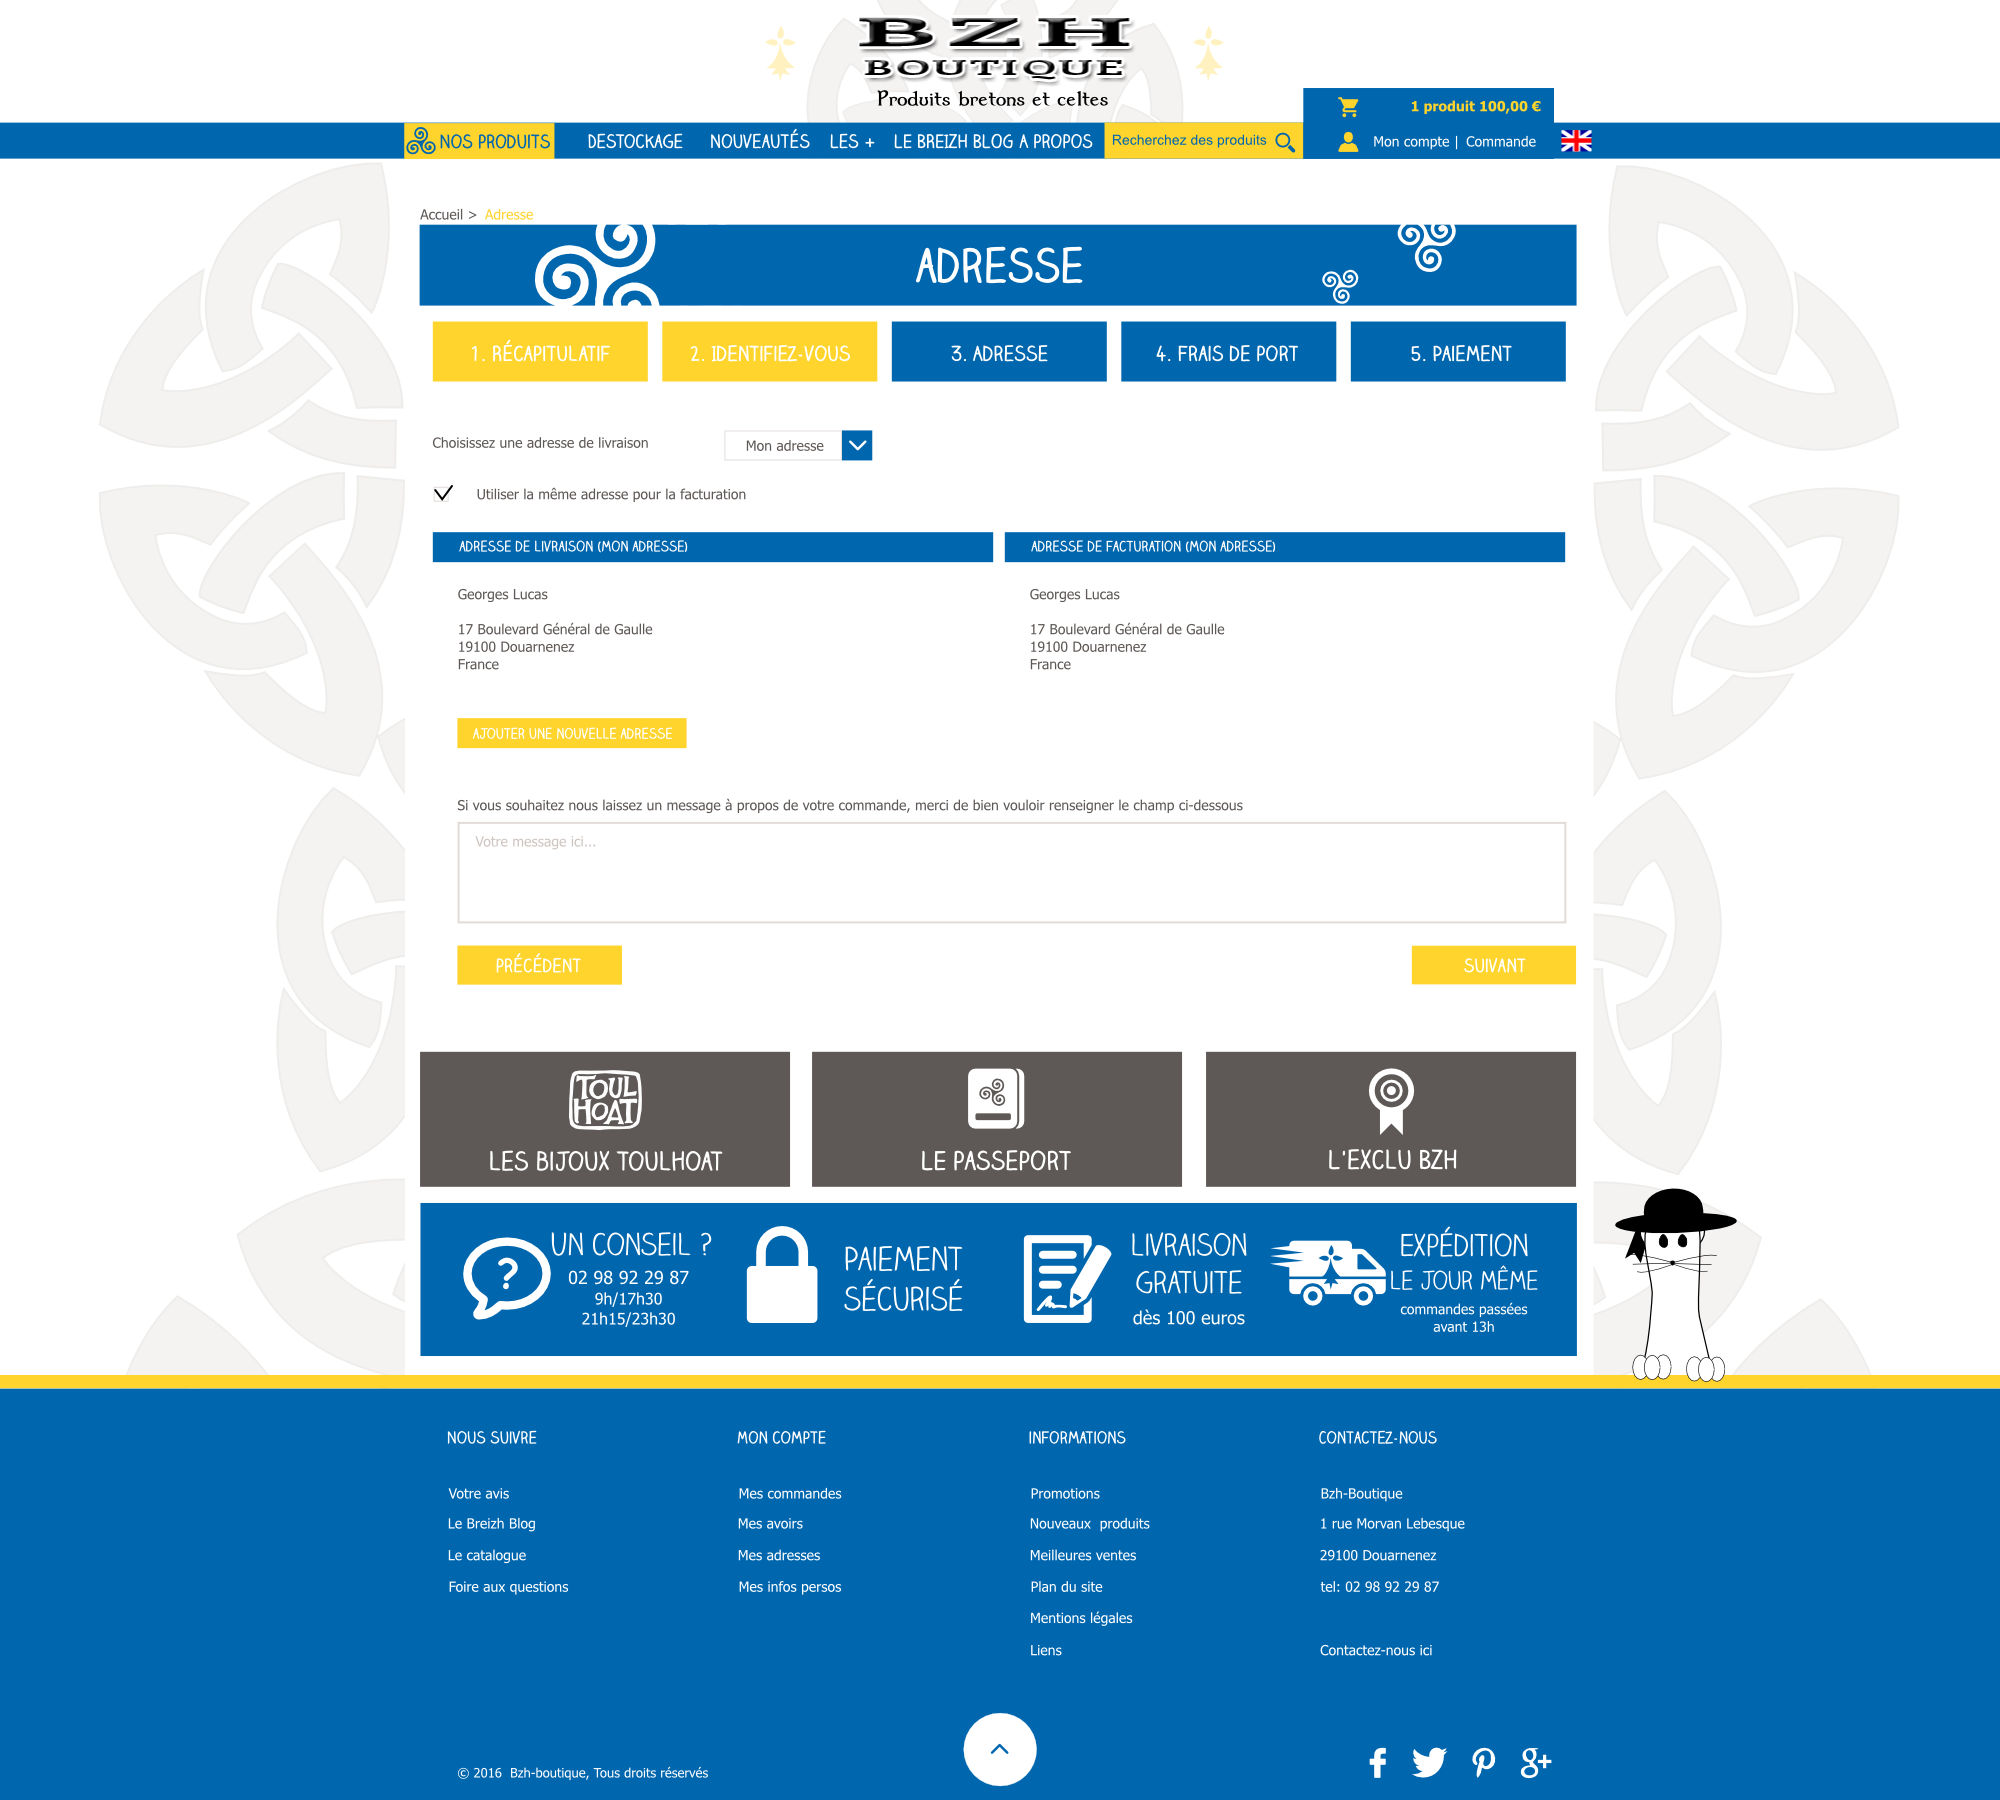 BZH
BOUTIQUE
Produits bretons et celtes
1 produit 100,00 €
NOS PRODUITS DESTOCKAGE NOUVEAUTÉS LES + LE BREIZH BLOG A PROPOS Recherchez des produits Mon compte | Commande
Accueil > Adresse
ADRESSE
1. RÉCAPITULATIF 2. IDENTIFIEZ-VOUS 3. ADRESSE 4. FRAIS DE PORT 5. PAIEMENT
Choisissez une adresse de livraison Mon adresse
Utiliser la même adresse pour la facturation
ADRESSE DE LIVRAISON (MON ADRESSE)
Georges Lucas
17 Boulevard Général de Gaulle
19100 Douarnenez
France
ADRESSE DE FACTURATION (MON ADRESSE)
Georges Lucas
17 Boulevard Général de Gaulle
19100 Douarnenez
France
AJOUTER UNE NOUVELLE ADRESSE
Si vous souhaitez nous laissez un message à propos de votre commande, merci de bien vouloir renseigner le champ ci-dessous
Votre message ici...
PRÉCÉDENT SUIVANT
TOUL
HOAT
LES BIJOUX TOULHOAT
LE PASSEPORT
L'EXCLU BZH
UN CONSEIL ?
02 98 92 29 87
9h/17h30
21h15/23h30
PAIEMENT
SÉCURISÉ
LIVRAISON
GRATUITE
dès 100 euros
EXPÉDITION
LE JOUR MÊME
commandes passées
avant 13h
NOUS SUIVRE
Votre avis
Le Breizh Blog
Le catalogue
Foire aux questions
MON COMPTE
Mes commandes
Mes avoirs
Mes adresses
Mes infos persos
INFORMATIONS
Promotions
Nouveaux produits
Meilleures ventes
Plan du site
Mentions légales
Liens
CONTACTEZ-NOUS
Bzh-Boutique
1 rue Morvan Lebesque
29100 Douarnenez
tel: 02 98 92 29 87
Contactez-nous ici
© 2016 Bzh-boutique, Tous droits réservés